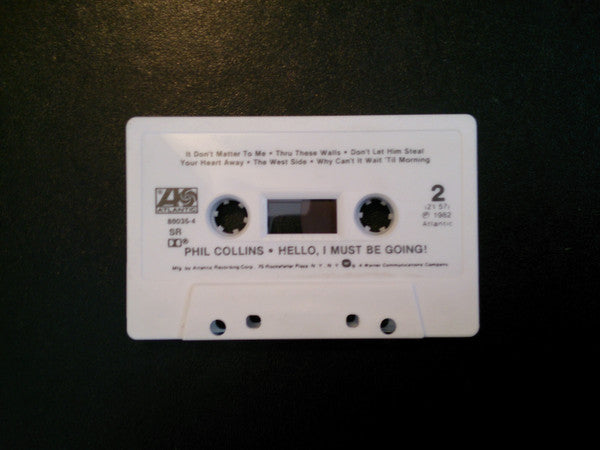 It Don't Matter To Me • Thru These Walls • Don't Let Him Steal
Your Heart Away • The West Side • Why Can't It Wait 'Til Morning
ATLANTIC
80035-4
SR
2
(21:57)
℗ 1982
Atlantic
PHIL COLLINS • HELLO, I MUST BE GOING!
Mfg. by Atlantic Recording Corp., 75 Rockefeller Plaza, N.Y., N.Y. A Warner Communications Company